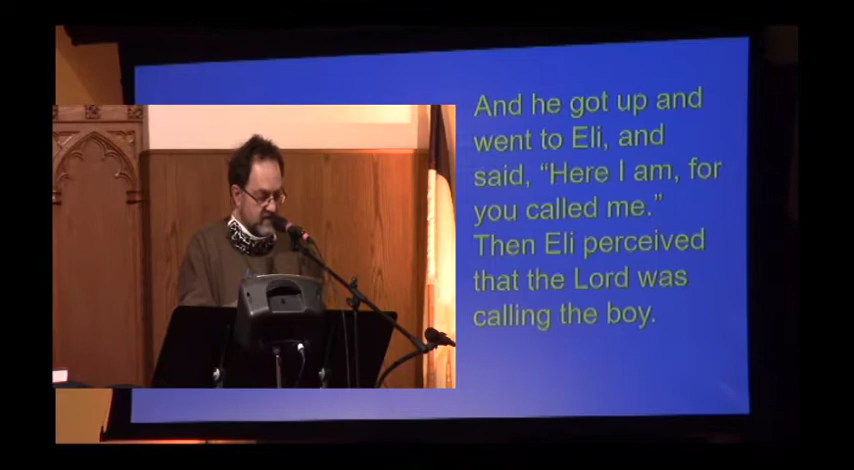 And he got up and
went to Eli, and
said, “Here I am, for
you called me.”
Then Eli perceived
that the Lord was
calling the boy.